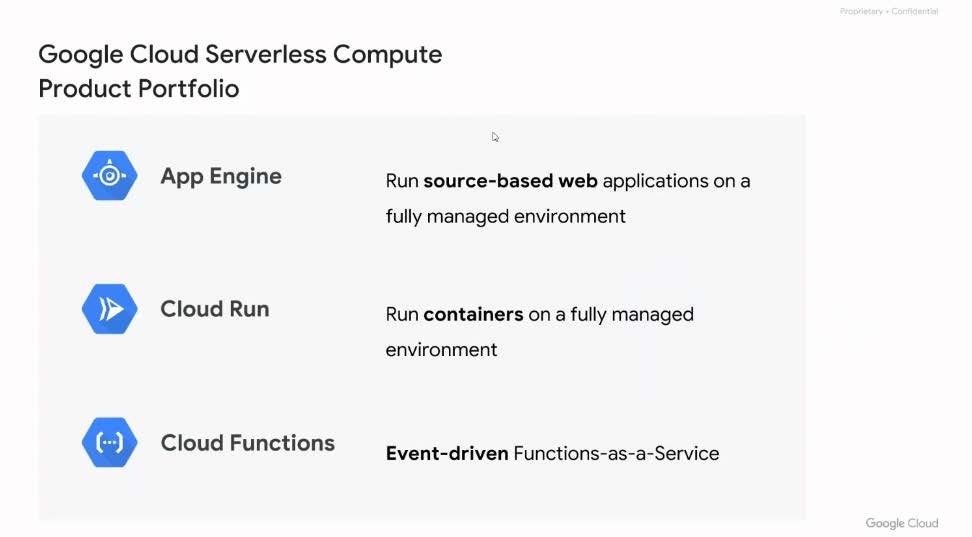 Proprietary + Confidential
Google Cloud Serverless Compute
Product Portfolio
App Engine
Run source-based web applications on a
fully managed environment
Cloud Run
Run containers on a fully managed
environment
Cloud Functions
Event-driven Functions-as-a-Service
Google Cloud